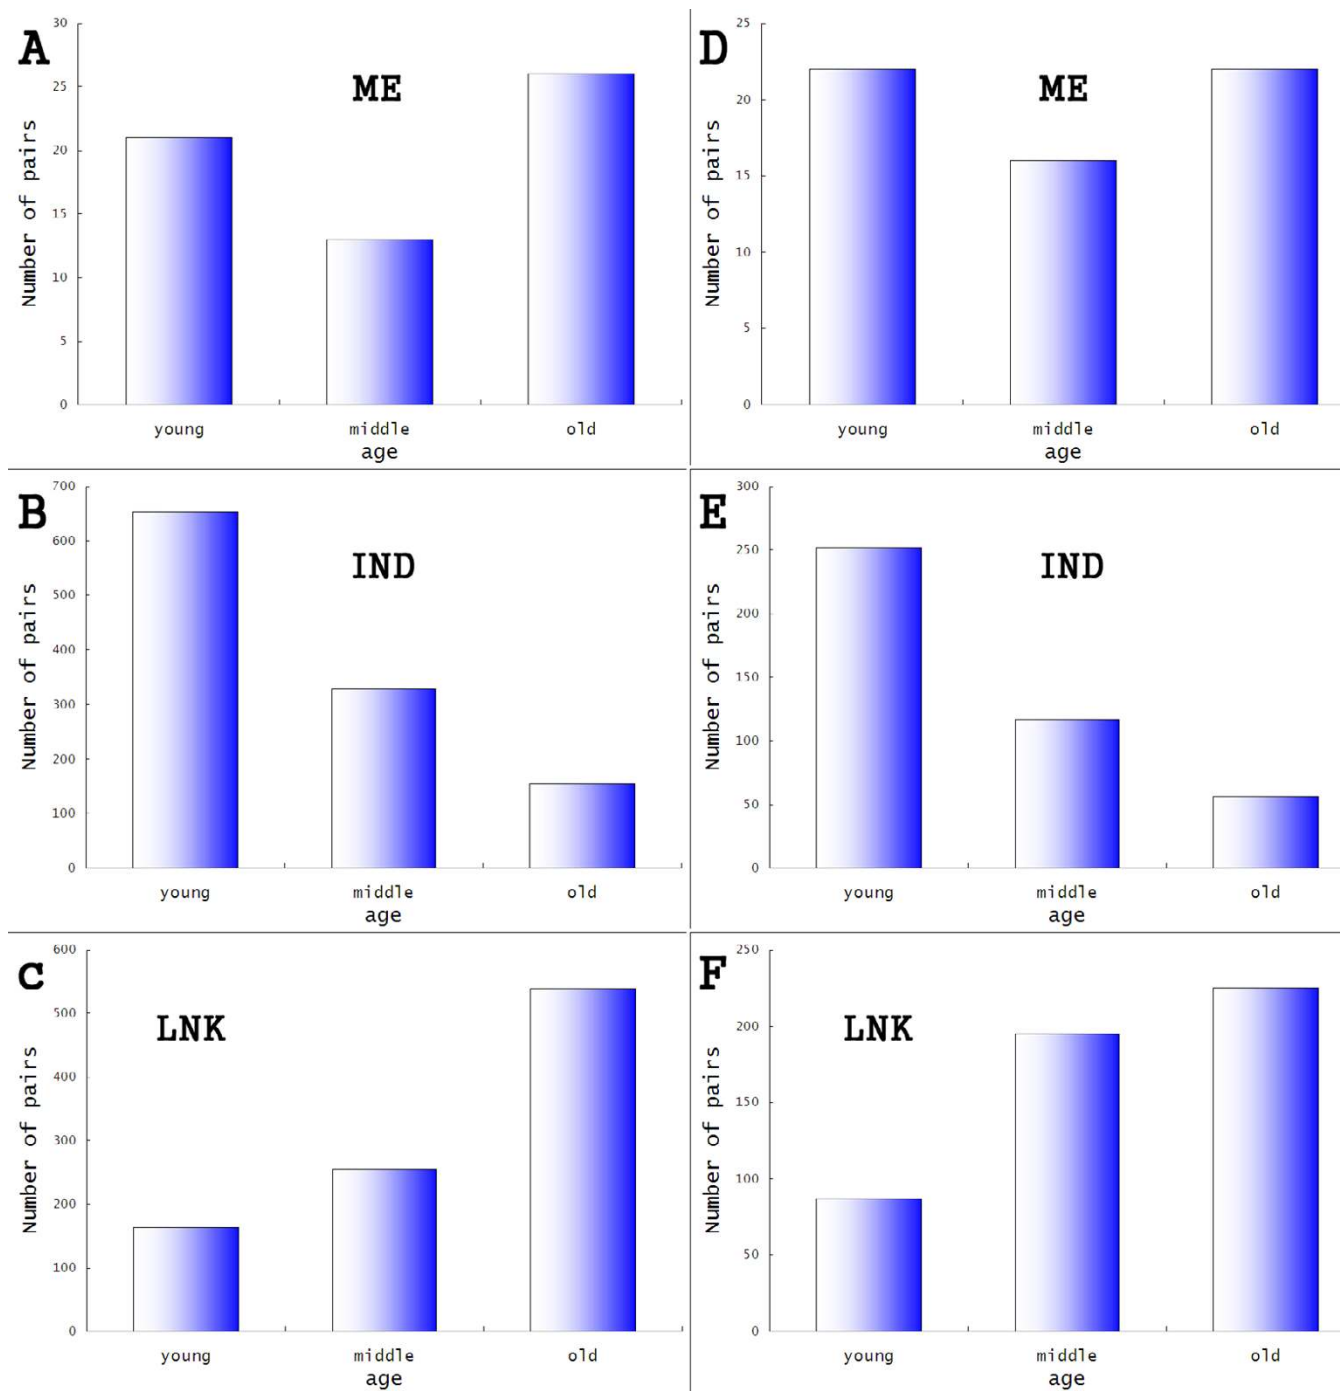 A
ME
Number of pairs
30
25
20
15
10
5
0
young middle old
age
D
ME
Number of pairs
25
20
15
10
5
0
young middle old
age
B
IND
Number of pairs
700
600
500
400
300
200
100
0
young middle old
age
E
IND
Number of pairs
300
250
200
150
100
50
0
young middle old
age
C
LNK
Number of pairs
600
500
400
300
200
100
0
young middle old
age
F
LNK
Number of pairs
250
200
150
100
50
0
young middle old
age